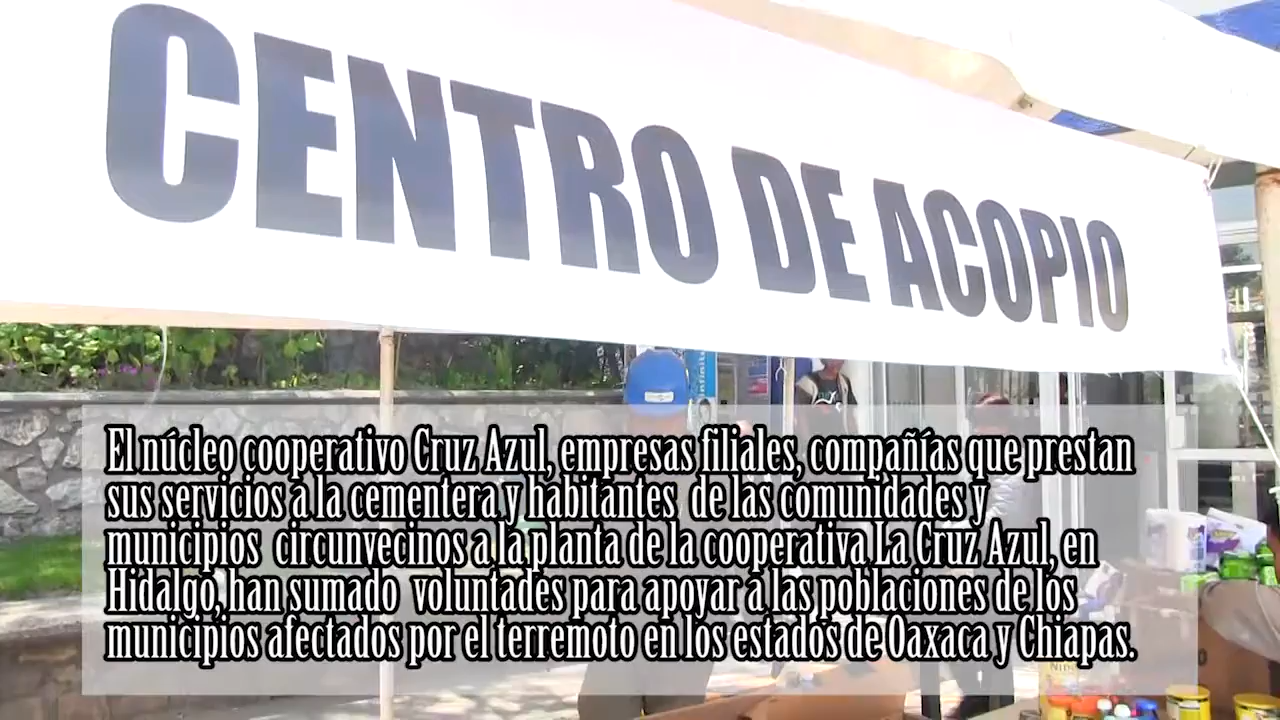 CENTRO DE ACOPIO
El núcleo cooperativo Cruz Azul, empresas filiales, compañías que prestan
sus servicios a la cementera y habitantes de las comunidades y
municipios circunvecinos a la planta de la cooperativa La Cruz Azul, en
Hidalgo, han sumado voluntades para apoyar a las poblaciones de los
municipios afectados por el terremoto en los estados de Oaxaca y Chiapas.